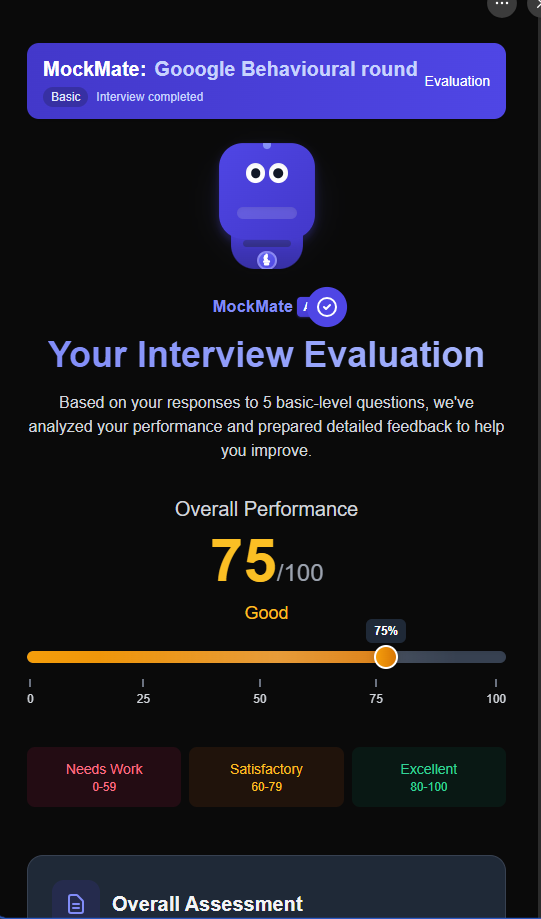 MockMate: Gooogle Behavioural round
Evaluation
Basic Interview completed
MockMate
Your Interview Evaluation
Based on your responses to 5 basic-level questions, we've
analyzed your performance and prepared detailed feedback to help
you improve.
Overall Performance
75/100
Good
75%
0 25 50 75 100
Needs Work
0-59
Satisfactory
60-79
Excellent
80-100
Overall Assessment